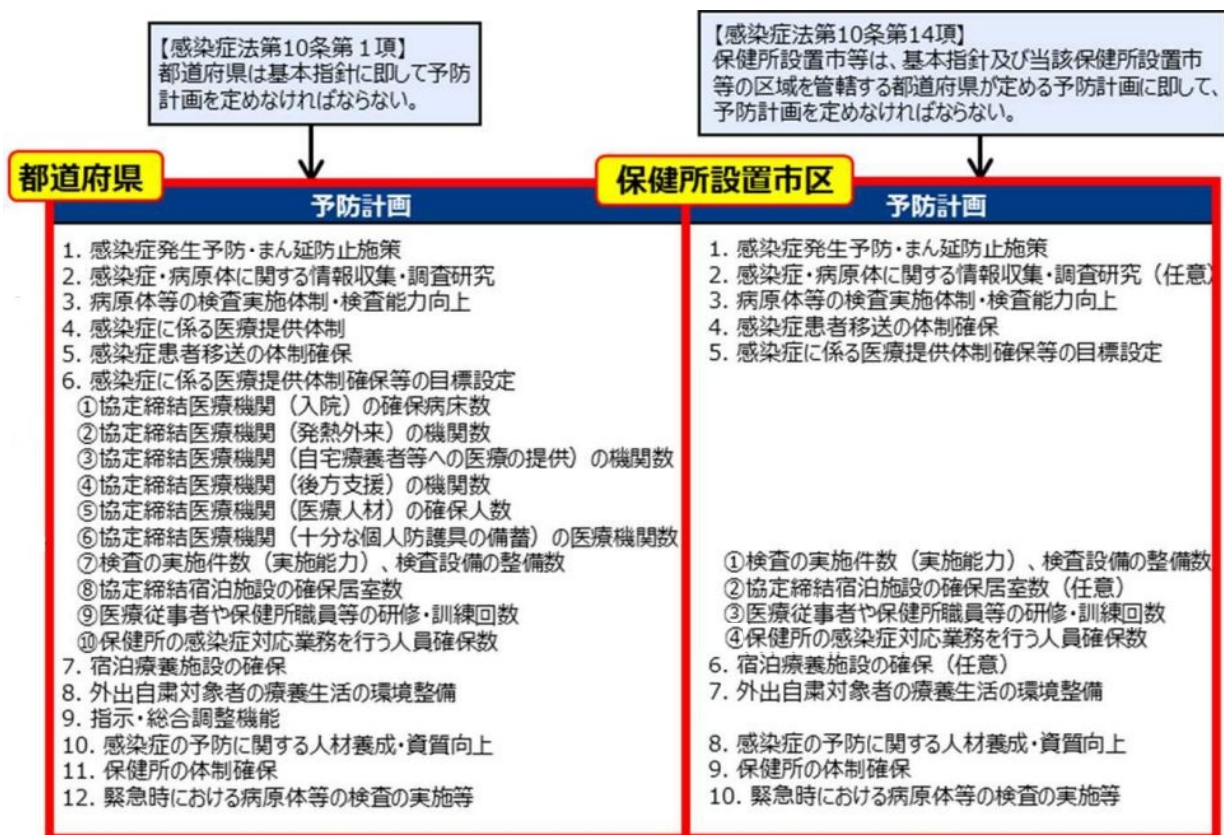 【感染症法第10条第１項】
都道府県は基本指針に即して予防
計画を定めなければならない。
【感染症法第10条第14項】
保健所設置市等は、基本指針及び当該保健所設置市
等の区域を管轄する都道府県が定める予防計画に即して、
予防計画を定めなければならない。
都道府県
予防計画
1. 感染症発生予防・まん延防止施策
2. 感染症・病原体に関する情報収集・調査研究
3. 病原体等の検査実施体制・検査能力向上
4. 感染症に係る医療提供体制
5. 感染症患者移送の体制確保
6. 感染症に係る医療提供体制確保等の目標設定
①協定締結医療機関（入院）の確保病床数
②協定締結医療機関（発熱外来）の機関数
③協定締結医療機関（自宅療養者等への医療の提供）の機関数
④協定締結医療機関（後方支援）の機関数
⑤協定締結医療機関（医療人材）の確保人数
⑥協定締結医療機関（十分な個人防護具の備蓄）の医療機関数
⑦検査の実施件数（実施能力）、検査設備の整備数
⑧協定締結宿泊施設の確保居室数
⑨医療従事者や保健所職員等の研修・訓練回数
⑩保健所の感染症対応業務を行う人員確保数
7. 宿泊療養施設の確保
8. 外出自粛対象者の療養生活の環境整備
9. 指示・総合調整機能
10. 感染症の予防に関する人材養成・資質向上
11. 保健所の体制確保
12. 緊急時における病原体等の検査の実施等
保健所設置市区
予防計画
1. 感染症発生予防・まん延防止施策
2. 感染症・病原体に関する情報収集・調査研究（任意）
3. 病原体等の検査実施体制・検査能力向上
4. 感染症患者移送の体制確保
5. 感染症に係る医療提供体制確保等の目標設定
①検査の実施件数（実施能力）、検査設備の整備数
②協定締結宿泊施設の確保居室数（任意）
③医療従事者や保健所職員等の研修・訓練回数
④保健所の感染症対応業務を行う人員確保数
6. 宿泊療養施設の確保（任意）
7. 外出自粛対象者の療養生活の環境整備
8. 感染症の予防に関する人材養成・資質向上
9. 保健所の体制確保
10. 緊急時における病原体等の検査の実施等